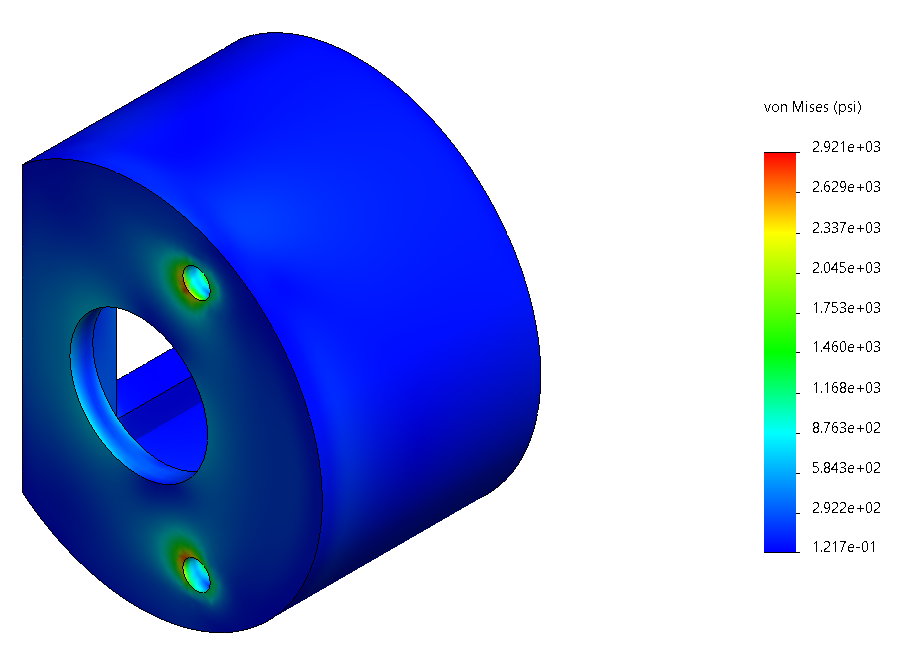 von Mises (psi)
2.921e+03
2.629e+03
2.337e+03
2.045e+03
1.753e+03
1.460e+03
1.168e+03
8.763e+02
5.843e+02
2.922e+02
1.217e-01